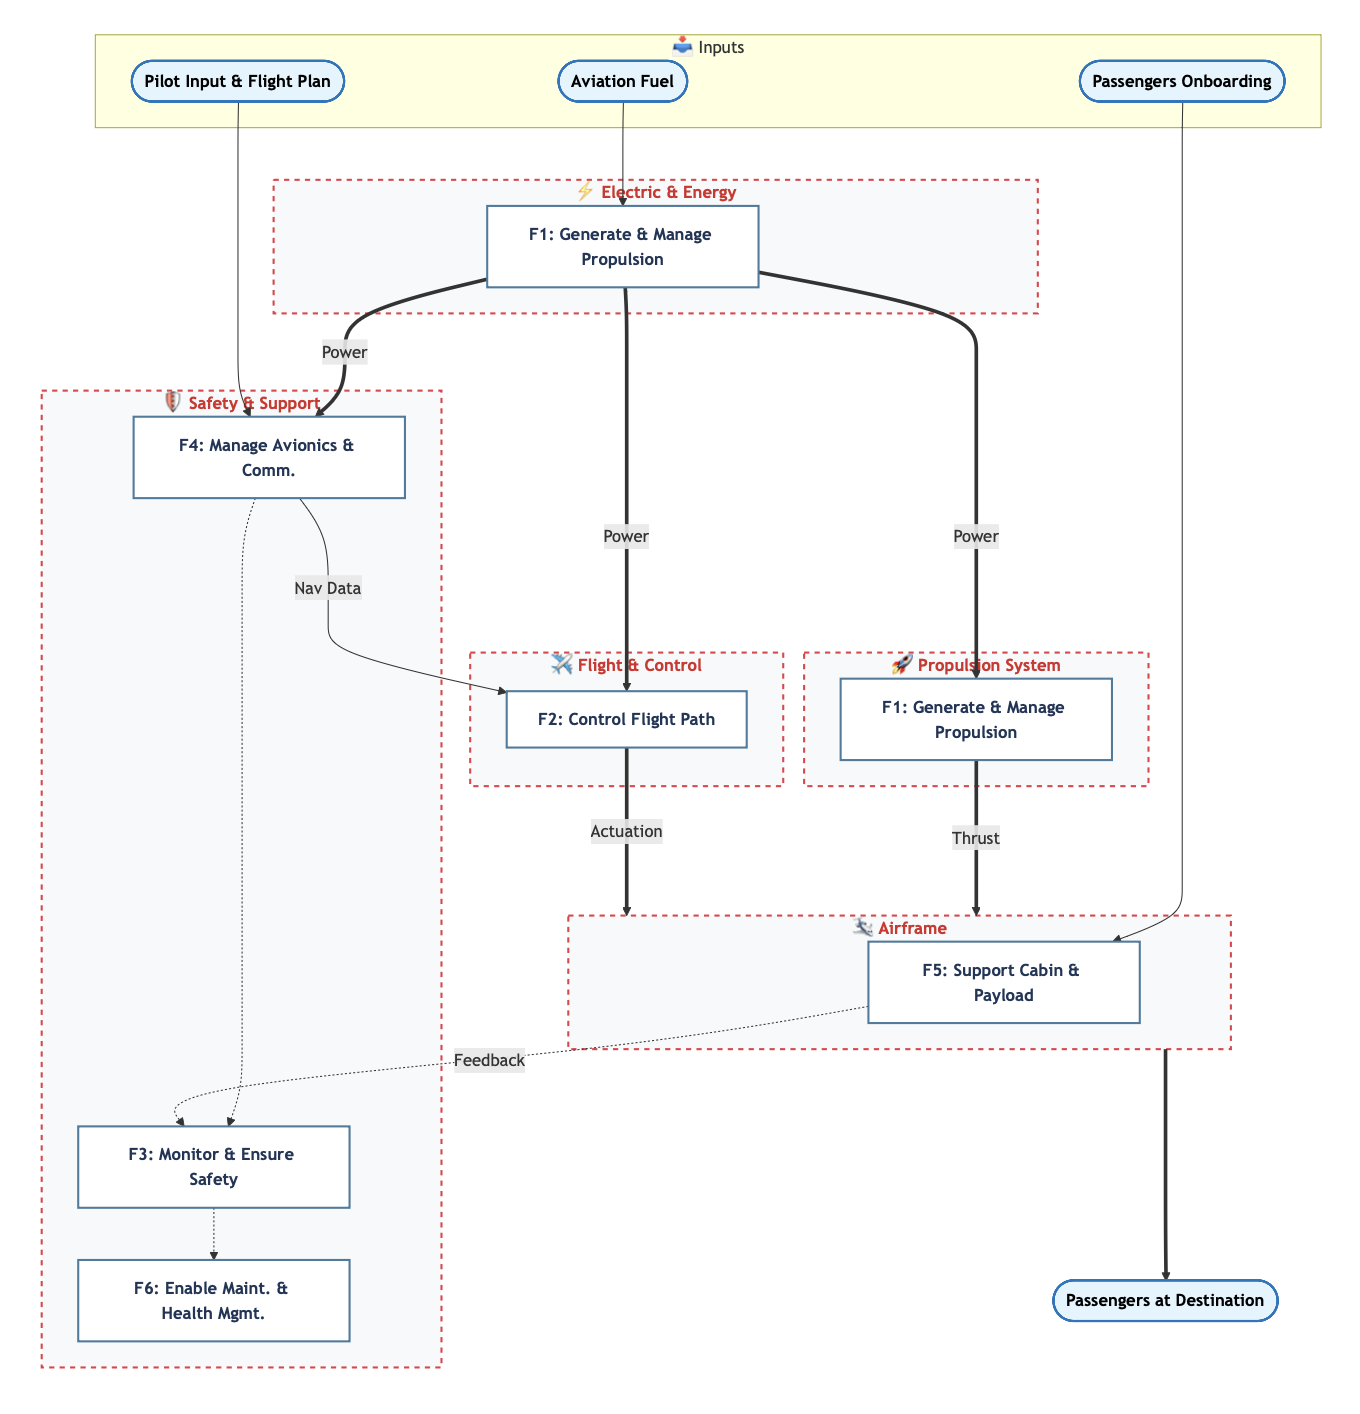 Inputs
Pilot Input & Flight Plan
Aviation Fuel
Passengers Onboarding
Electric & Energy
F1: Generate & Manage
Propulsion
Power
Safety & Support
F4: Manage Avionics &
Comm.
Power
Power
Nav Data
Flight & Control
F2: Control Flight Path
Propulsion System
F1: Generate & Manage
Propulsion
Actuation
Thrust
Airframe
F5: Support Cabin &
Payload
Feedback
F3: Monitor & Ensure
Safety
F6: Enable Maint. &
Health Mgmt.
Passengers at Destination